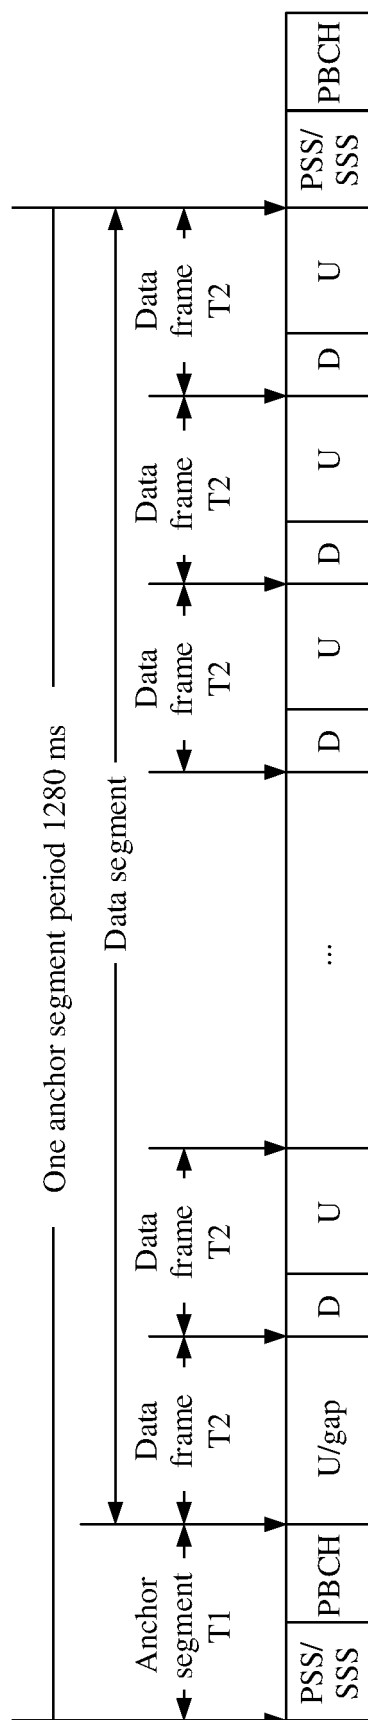 One anchor segment period 1280 ms
Data segment
Anchor
segment
T1
Data
frame
T2
Data
frame
T2
Data
frame
T2
Data
frame
T2
Data
frame
T2
PSS/
SSS
PBCH
U/gap
D
U
...
D
U
D
U
D
U
PSS/
SSS
PBCH